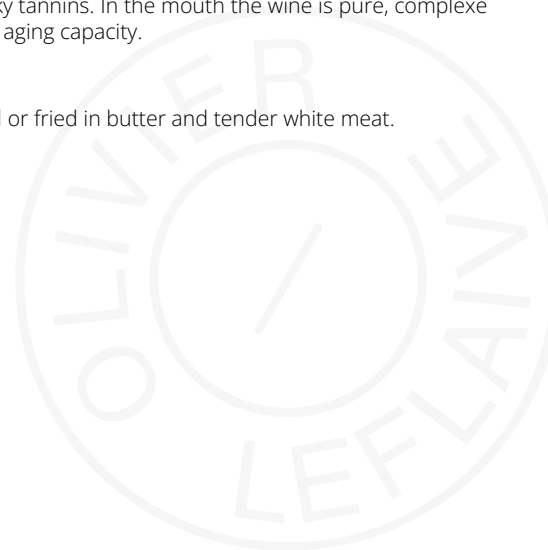 ky tannins. In the mouth the wine is pure, complexe
aging capacity.
or fried in butter and tender white meat.
OLIVIER
LEFLAIVE